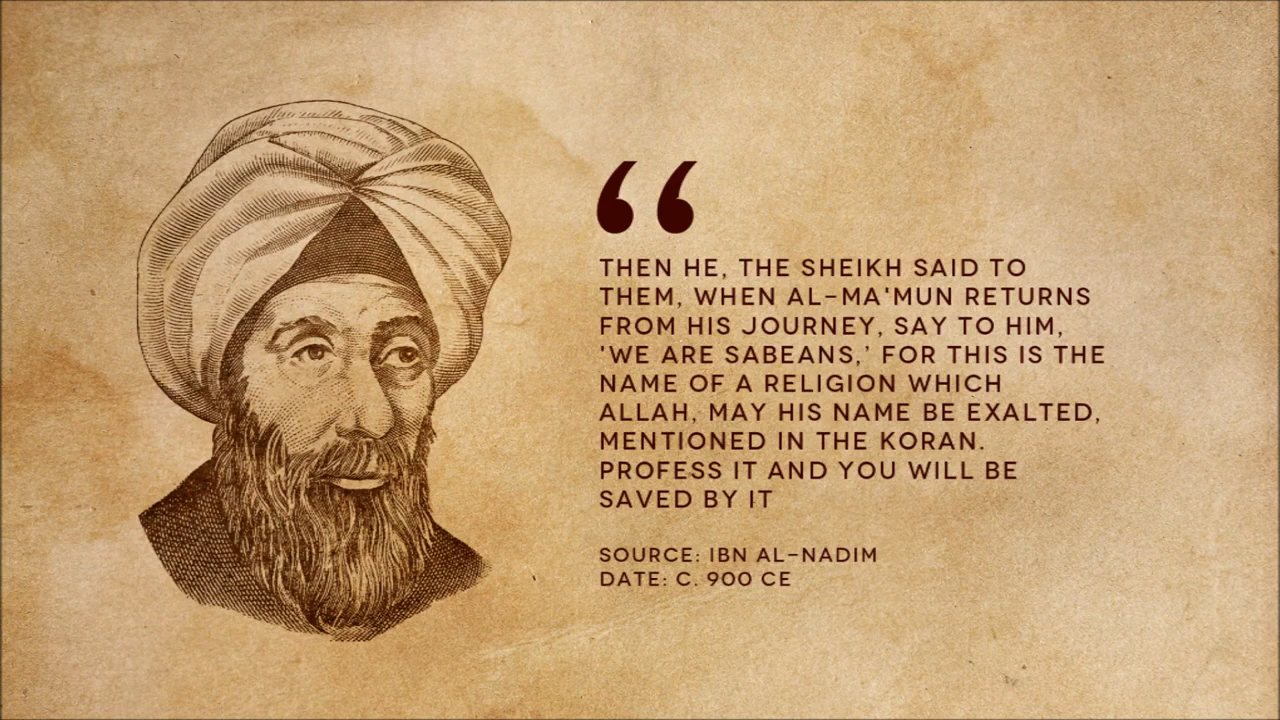 “
THEN HE, THE SHEIKH SAID TO
THEM, WHEN AL-MA'MUN RETURNS
FROM HIS JOURNEY, SAY TO HIM,
'WE ARE SABEANS,' FOR THIS IS THE
NAME OF A RELIGION WHICH
ALLAH, MAY HIS NAME BE EXALTED,
MENTIONED IN THE KORAN.
PROFESS IT AND YOU WILL BE
SAVED BY IT
SOURCE: IBN AL-NADIM
DATE: C. 900 CE